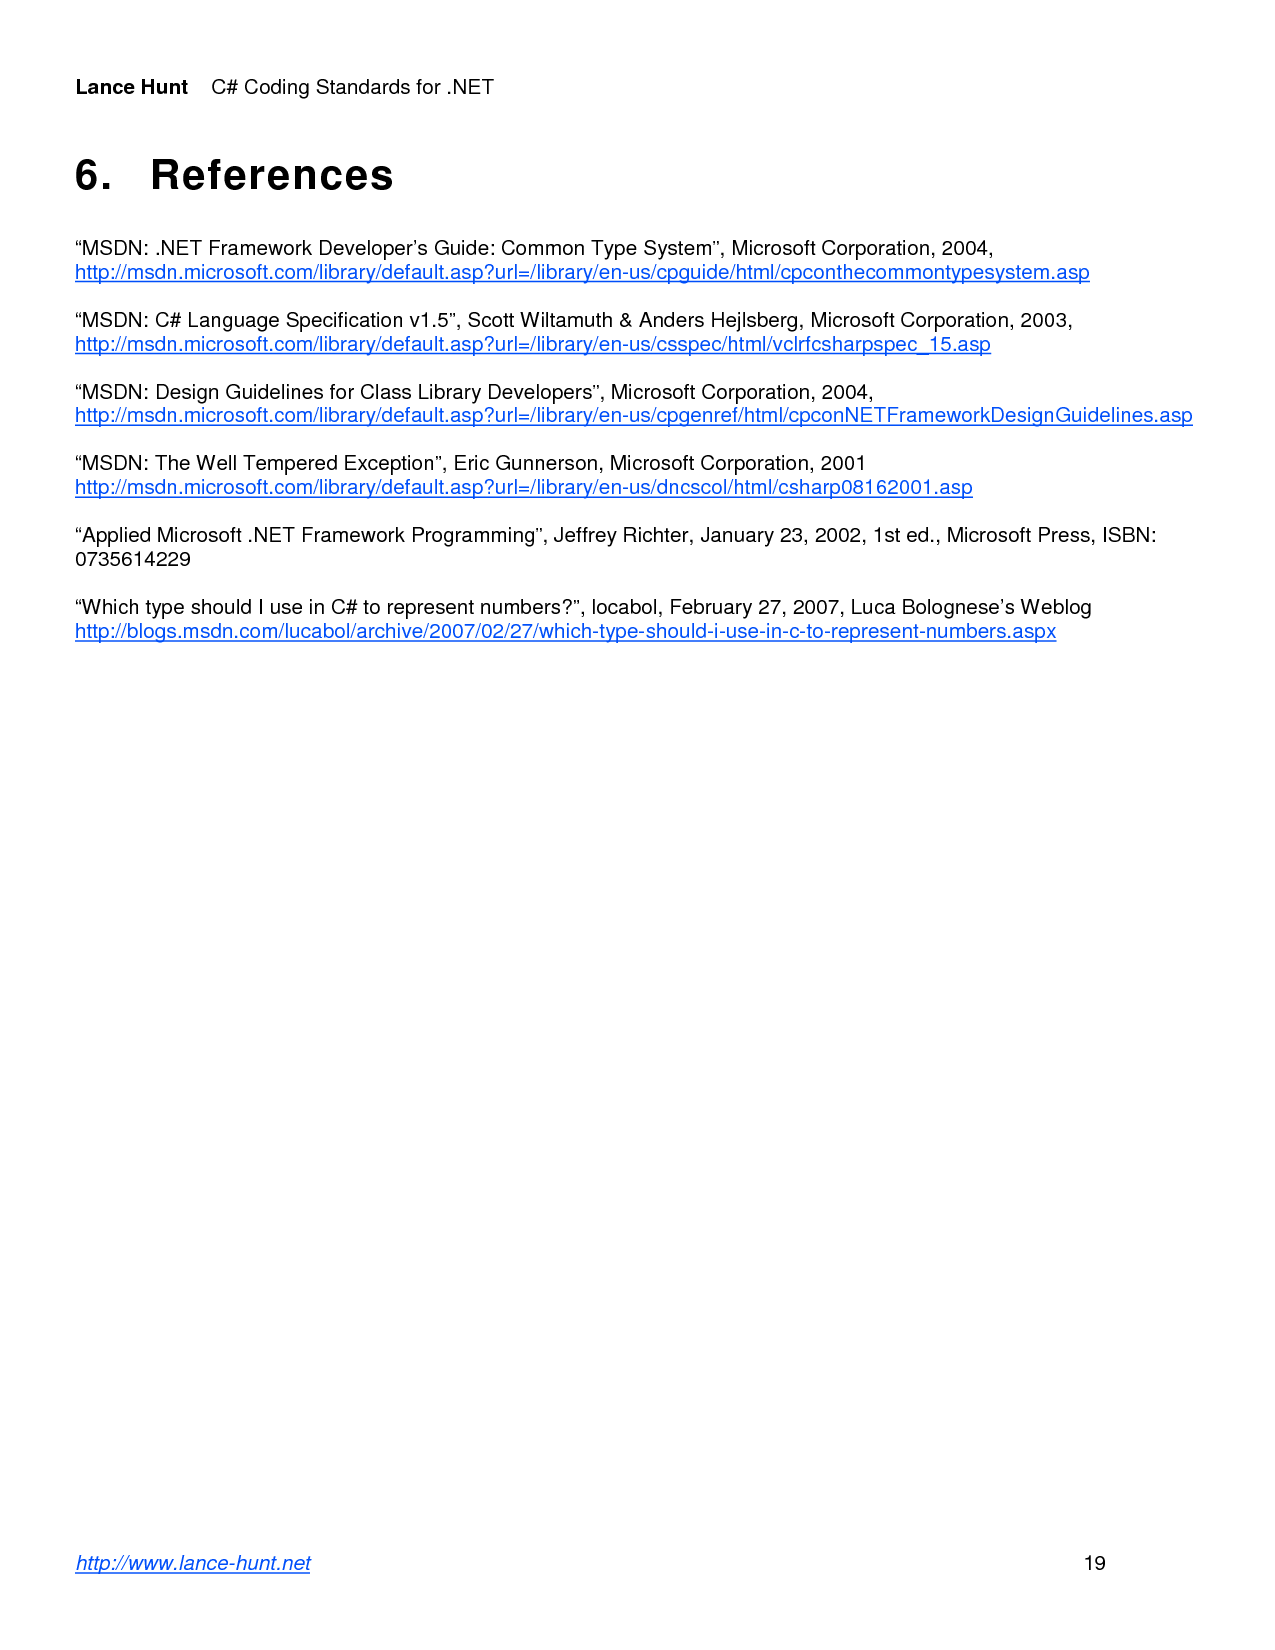 Lance Hunt C# Coding Standards for .NET
6. References
“MSDN: .NET Framework Developer’s Guide: Common Type System”, Microsoft Corporation, 2004,
http://msdn.microsoft.com/library/default.asp?url=/library/en-us/cpguide/html/cpconthecommontypesystem.asp
“MSDN: C# Language Specification v1.5”, Scott Wiltamuth & Anders Hejlsberg, Microsoft Corporation, 2003,
http://msdn.microsoft.com/library/default.asp?url=/library/en-us/csspec/html/vclrfcsharpspec_15.asp
“MSDN: Design Guidelines for Class Library Developers”, Microsoft Corporation, 2004,
http://msdn.microsoft.com/library/default.asp?url=/library/en-us/cpgenref/html/cpconNETFrameworkDesignGuidelines.asp
“MSDN: The Well Tempered Exception”, Eric Gunnerson, Microsoft Corporation, 2001
http://msdn.microsoft.com/library/default.asp?url=/library/en-us/dncscol/html/csharp08162001.asp
“Applied Microsoft .NET Framework Programming”, Jeffrey Richter, January 23, 2002, 1st ed., Microsoft Press, ISBN:
0735614229
“Which type should I use in C# to represent numbers?”, locabol, February 27, 2007, Luca Bolognese’s Weblog
http://blogs.msdn.com/lucabol/archive/2007/02/27/which-type-should-i-use-in-c-to-represent-numbers.aspx
http://www.lance-hunt.net 19